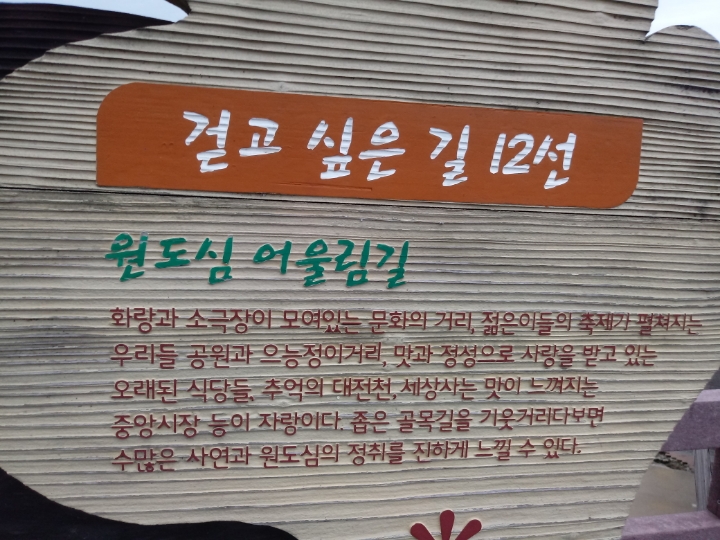 걷고 싶은 길 12선
원도심 어울림길
화랑과 소극장이 모여있는 문화의 거리, 젊은이들의 축제가 펼쳐지는
우리들 공원과 으능정이거리, 맛과 정성으로 사랑을 받고 있는
오래된 식당들, 추억의 대전천, 세상사는 맛이 느껴지는
중앙시장 등이 자랑이다. 좁은 골목길을 기웃거리다보면
수많은 사연과 원도심의 정취를 진하게 느낄 수 있다.